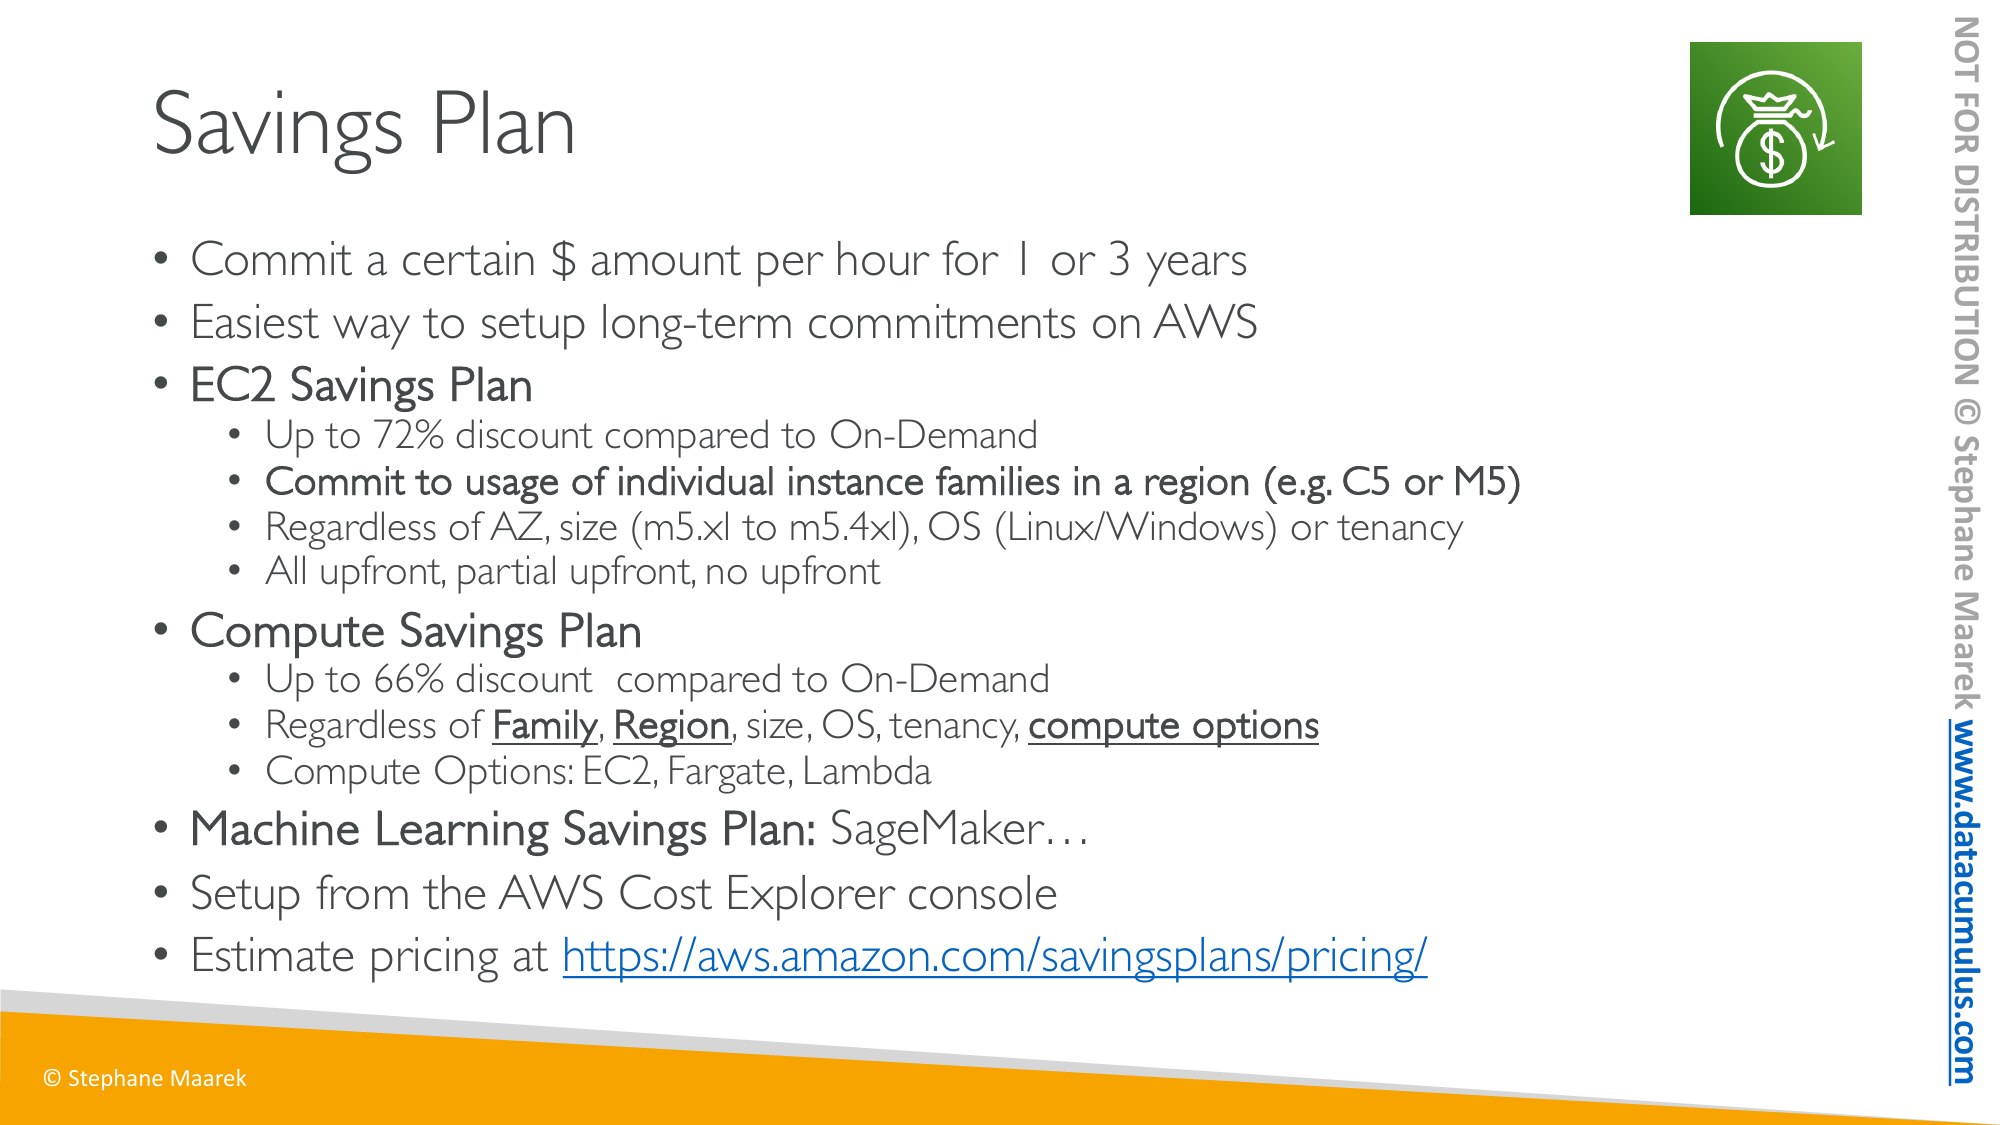 Savings Plan
• Commit a certain $ amount per hour for 1 or 3 years
• Easiest way to setup long-term commitments on AWS
• EC2 Savings Plan
• Up to 72% discount compared to On-Demand
• Commit to usage of individual instance families in a region (e.g. C5 or M5)
• Regardless of AZ, size (m5.xl to m5.4xl), OS (Linux/Windows) or tenancy
• All upfront, partial upfront, no upfront
• Compute Savings Plan
• Up to 66% discount compared to On-Demand
• Regardless of Family, Region, size, OS, tenancy, compute options
• Compute Options: EC2, Fargate, Lambda
• Machine Learning Savings Plan: SageMaker…
• Setup from the AWS Cost Explorer console
• Estimate pricing at https://aws.amazon.com/savingsplans/pricing/
© Stephane Maarek
NOT FOR DISTRIBUTION © Stephane Maarek www.datacumulus.com